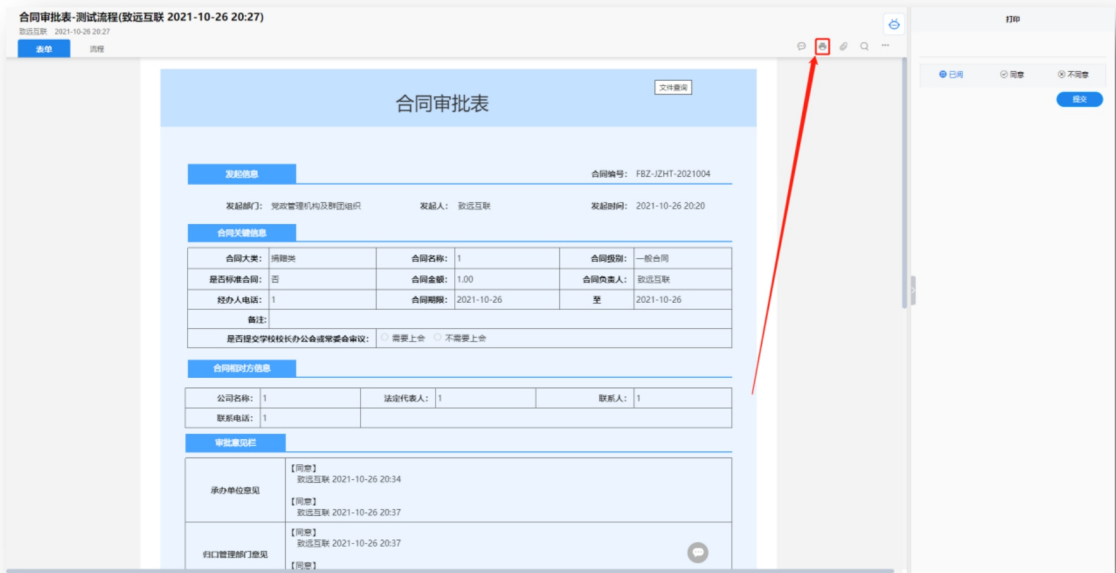 合同审批表-测试流程(致远互联 2021-10-26 20:27)
致远互联 2021-10-26 20:27
表单 流程
打印
已阅 同意 不同意
提交
文件查阅
合同审批表
发起信息 合同编号: FBZ-JZHT-2021004
发起部门: 党政管理机构及群团组织 发起人: 致远互联 发起时间: 2021-10-26 20:20
合同关键信息
合同大类: 捐赠类 合同名称: 1 合同级别: 一般合同
是否标准合同: 否 合同金额: 1.00 合同负责人: 致远互联
经办人电话: 1 合同期限: 2021-10-26 至 2021-10-26
备注:
是否提交学校校长办公会或常委会审议: 需要上会 不需要上会
合同相对方信息
公司名称: 1 法定代表人: 1 联系人: 1
联系电话: 1
审批意见栏
承办单位意见
【同意】
致远互联 2021-10-26 20:34
【同意】
致远互联 2021-10-26 20:37
归口管理部门意见
【同意】
致远互联 2021-10-26 20:37
【同意】